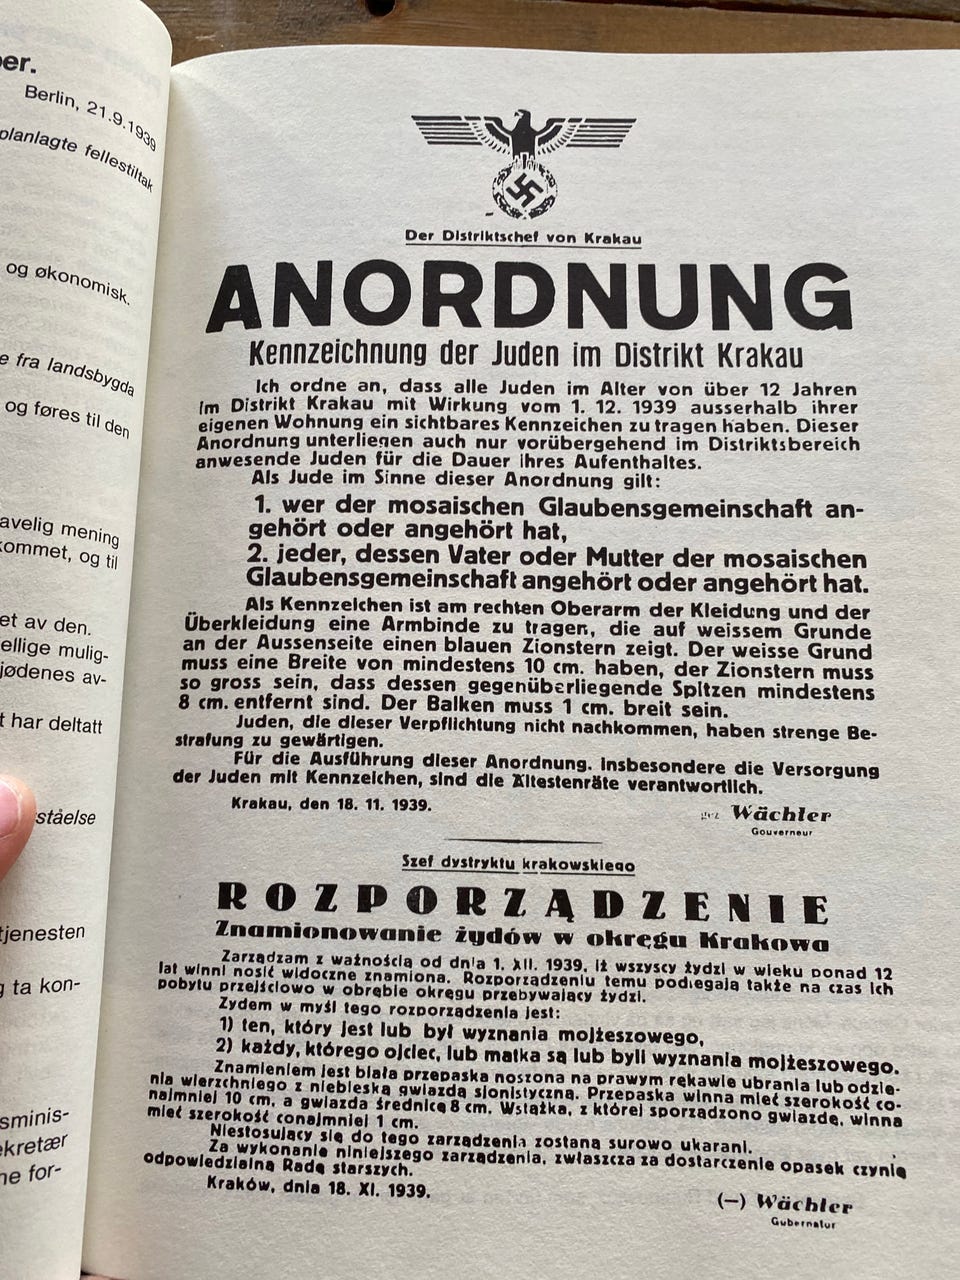 er.
Berlin, 21.9.1939
planlagte fellestiltak
og økonomisk.
e fra landsbygda
og føres til den
avelig mening
kommet, og til
et av den.
ellige mulig-
jødenes av-
t har deltatt
ståelse
tjenesten
g ta kon-
sminis-
ekretær
ne for-
Der Distriktschef von Krakau
ANORDNUNG
Kennzeichnung der Juden im Distrikt Krakau
Ich ordne an, dass alle Juden im Alter von über 12 Jahren
im Distrikt Krakau mit Wirkung vom 1. 12. 1939 ausserhalb ihrer
eigenen Wohnung ein sichtbares Kennzeichen zu tragen haben. Dieser
Anordnung unterliegen auch nur vorübergehend im Distriktsbereich
anwesende Juden für die Dauer ihres Aufenthaltes.
Als Jude im Sinne dieser Anordnung gilt:
1. wer der mosaischen Glaubensgemeinschaft an-
gehört oder angehört hat,
2. jeder, dessen Vater oder Mutter der mosaischen
Glaubensgemeinschaft angehört oder angehört hat.
Als Kennzeichen ist am rechten Oberarm der Kleidung und der
Überkleidung eine Armbinde zu tragen, die auf weissem Grunde
an der Aussenseite einen blauen Zionstern zeigt. Der weisse Grund
muss eine Breite von mindestens 10 cm. haben, der Zionstern muss
so gross sein, dass dessen gegenüberliegende Spitzen mindestens
8 cm. entfernt sind. Der Balken muss 1 cm. breit sein.
Juden, die dieser Verpflichtung nicht nachkommen, haben strenge Be-
strafung zu gewärtigen.
Für die Ausführung dieser Anordnung. insbesondere die Versorgung
der Juden mit Kennzeichen, sind die Ältestenräte verantwortlich.
Krakau, den 18. 11. 1939.
gez Wächler
Gouverneur
Szef dystryktu krakowskiego
ROZPORZĄDZENIE
Znamionowanie żydów w okręgu Krakowa
Zarządzam z ważnością od dnia 1. XII. 1939, iż wszyscy żydzi w wieku ponad 12
lat winni nosić widoczne znamiona. Rozporządzeniu temu podlegają także na czas ich
pobytu przejściowo w obrębie okręgu przebywający żydzi.
Żydem w myśl tego rozporządzenia jest:
1) ten, który jest lub był wyznania mojżeszowego,
2) każdy, którego ojciec, lub matka są lub byli wyznania mojżeszowego.
Znamieniem jest biała przepaska noszona na prawym rękawie ubrania lub odzie-
nia wierzchniego z niebieską gwiazdą sjonistyczną. Przepaska winna mieć szerokość co-
najmniej 10 cm, a gwiazda średnicę 8 cm. Wstążka, z której sporządzono gwiazdę, winna
mieć szerokość conajmniej 1 cm.
Niestosujący się do tego zarządzenia zostaną surowo ukarani.
Za wykonanie niniejszego zarządzenia, zwłaszcza za dostarczenie opasek czynię
odpowiedzialną Radę starszych.
Kraków, dnia 18. XI. 1939.
(—) Wächler
Gubernatur